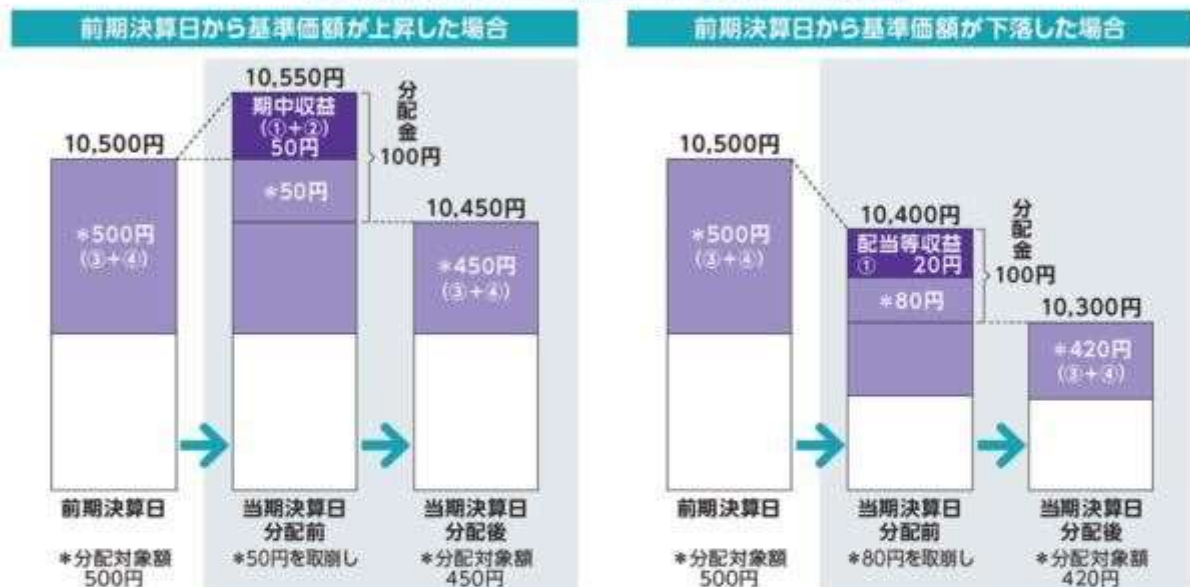 前期決算日から基準価額が上昇した場合
10,550円
期中収益
(①+②)
50円
分配金
100円
10,500円
*50円
10,450円
*500円
(③+④)
*450円
(③+④)
前期決算日
当期決算日
分配前
当期決算日
分配後
*分配対象額
500円
*50円を取崩し
*分配対象額
450円
前期決算日から基準価額が下落した場合
10,500円
*500円
(③+④)
10,400円
配当等収益
① 20円
分配金
100円
*80円
10,300円
*420円
(③+④)
前期決算日
当期決算日
分配前
当期決算日
分配後
*分配対象額
500円
*80円を取崩し
*分配対象額
420円